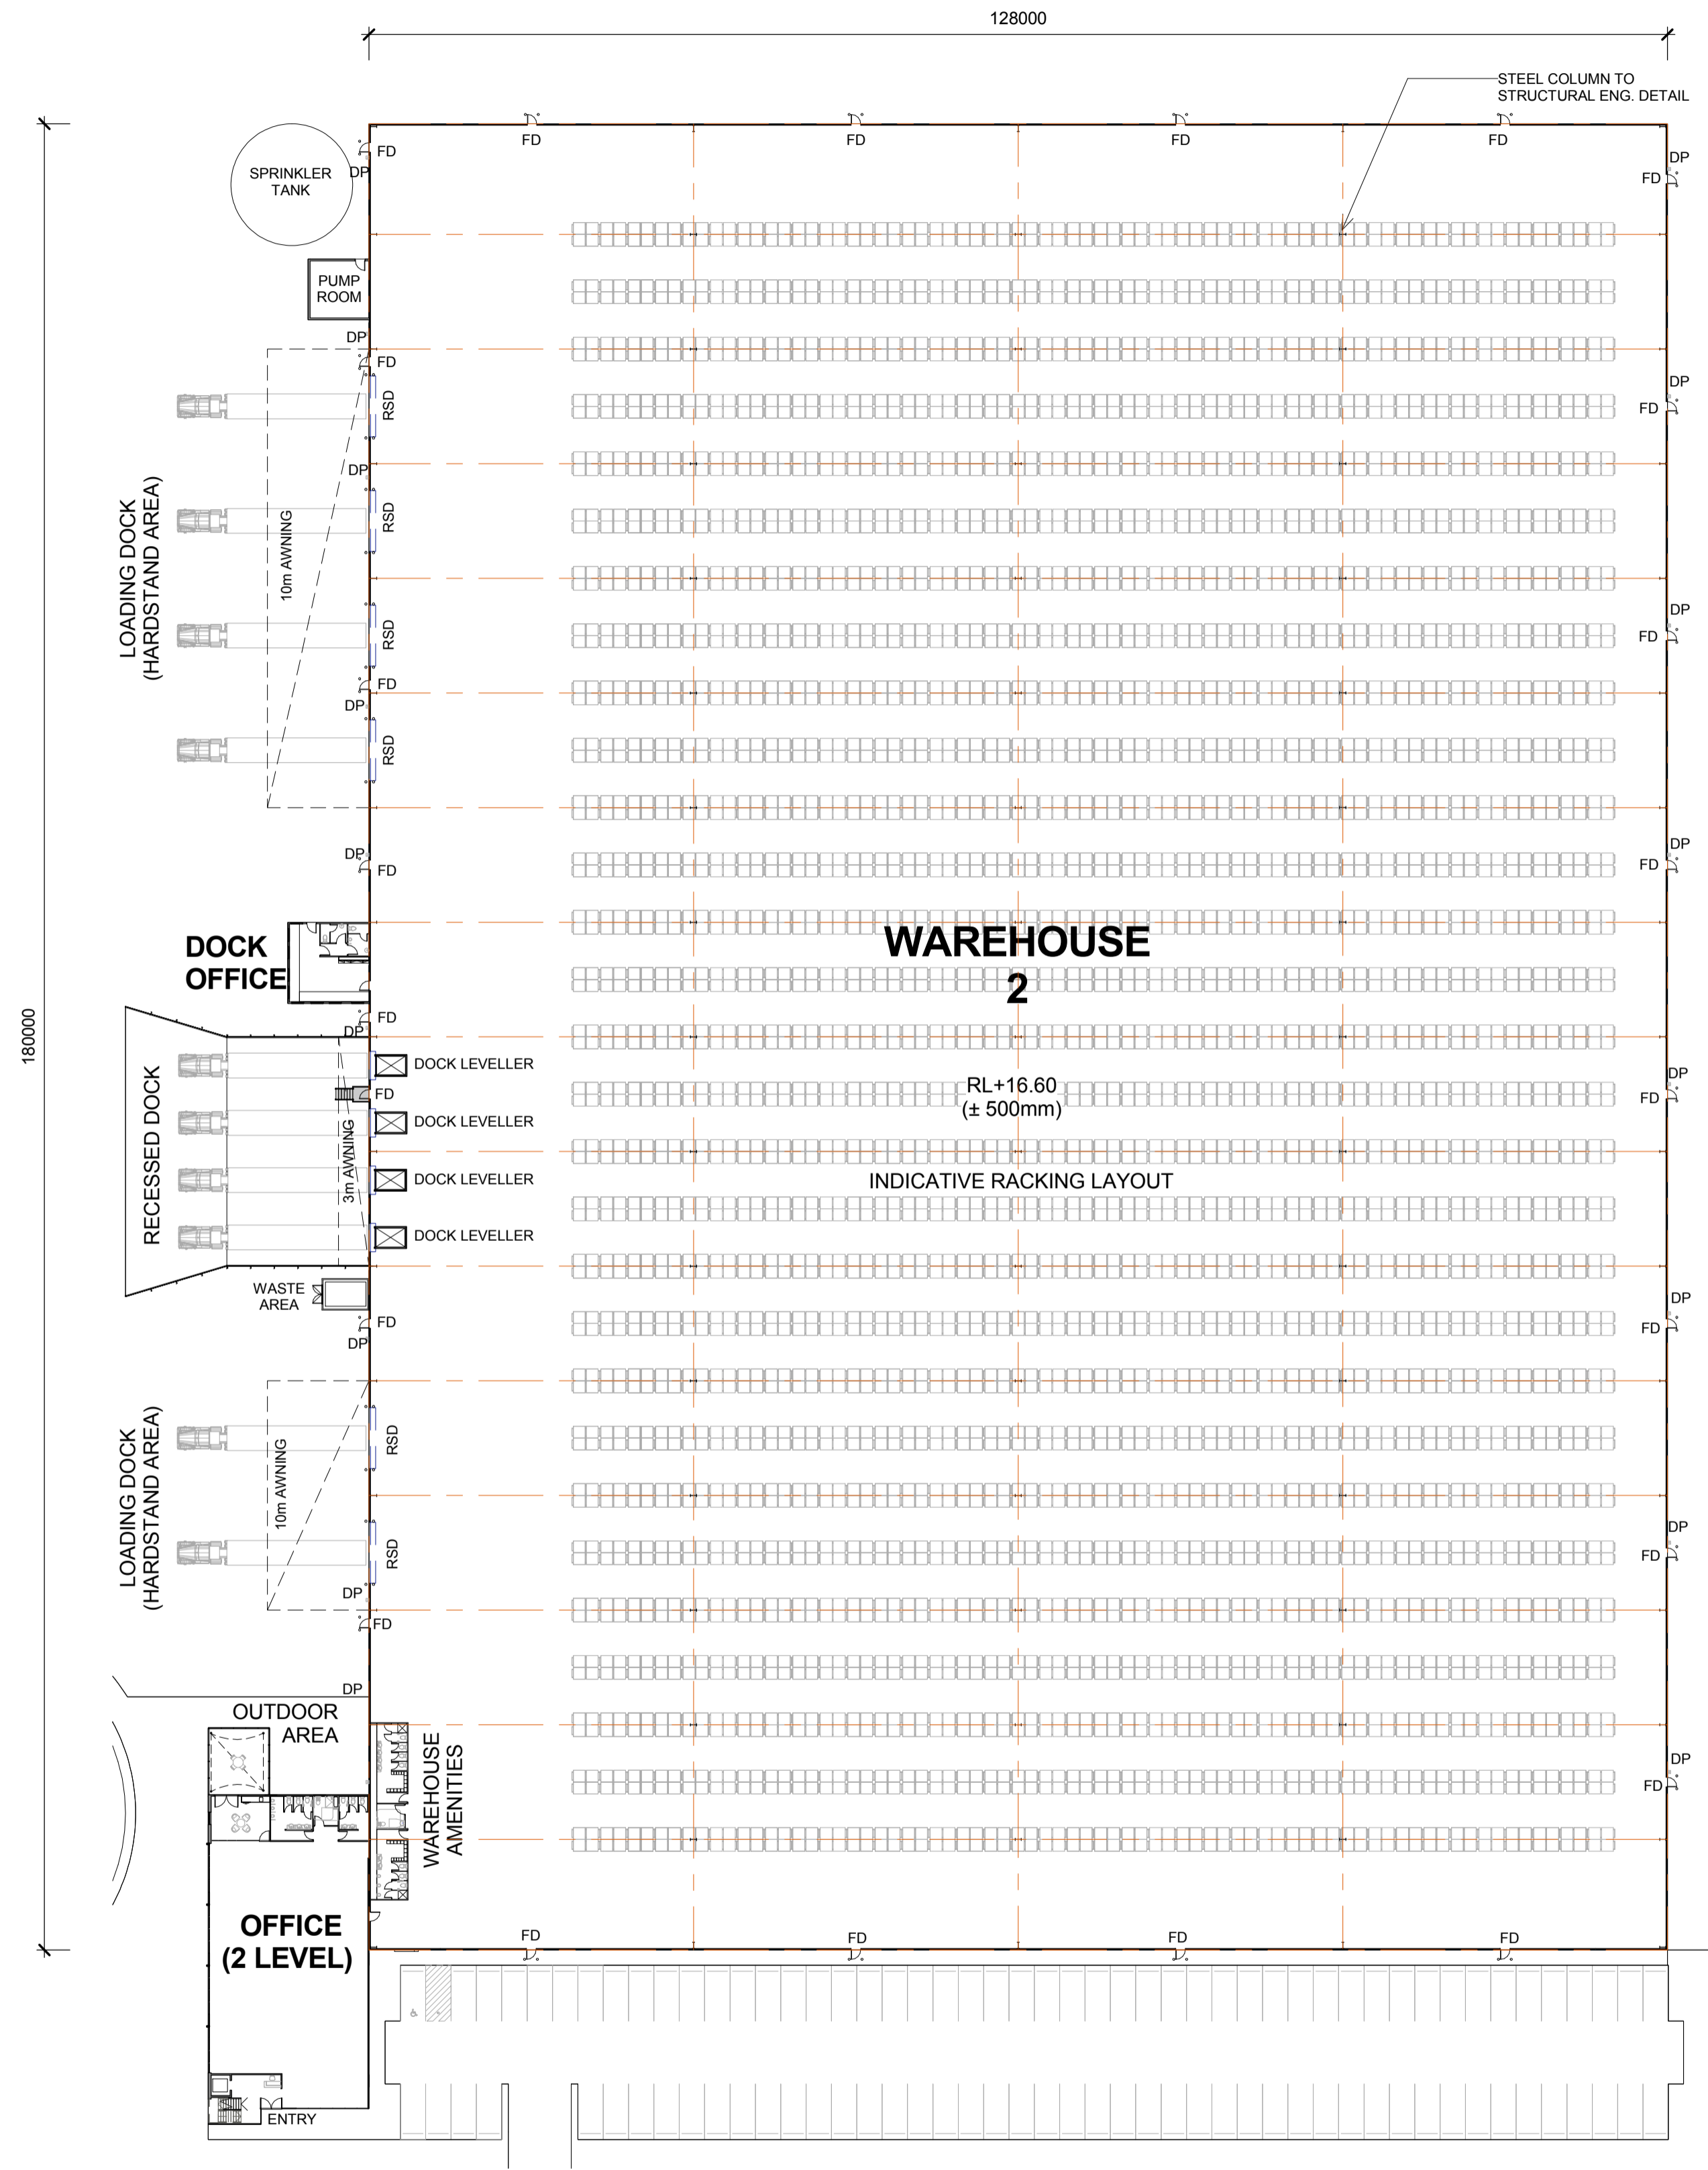 128000
STEEL COLUMN TO
STRUCTURAL ENG. DETAIL
FD
FD
FD
FD
FD
DP
SPRINKLER
TANK
DP
FD
PUMP
ROOM
DP
FD
RSD
DP
FD
LOADING DOCK
(HARDSTAND AREA)
10m AWNING
DP
RSD
RSD
DP
FD
FD
DP
RSD
DP
FD
DP
FD
DOCK
OFFICE
WAREHOUSE
2
180000
FD
DP
RECESSED DOCK
3m AWNING
DOCK LEVELLER
FD
DOCK LEVELLER
DOCK LEVELLER
DOCK LEVELLER
RL+16.60
(± 500mm)
DP
FD
INDICATIVE RACKING LAYOUT
WASTE
AREA
FD
DP
DP
FD
LOADING DOCK
(HARDSTAND AREA)
10m AWNING
RSD
RSD
DP
FD
DP
FD
DP
OUTDOOR
AREA
WAREHOUSE
AMENITIES
DP
FD
OFFICE
(2 LEVEL)
FD
FD
FD
FD
ENTRY